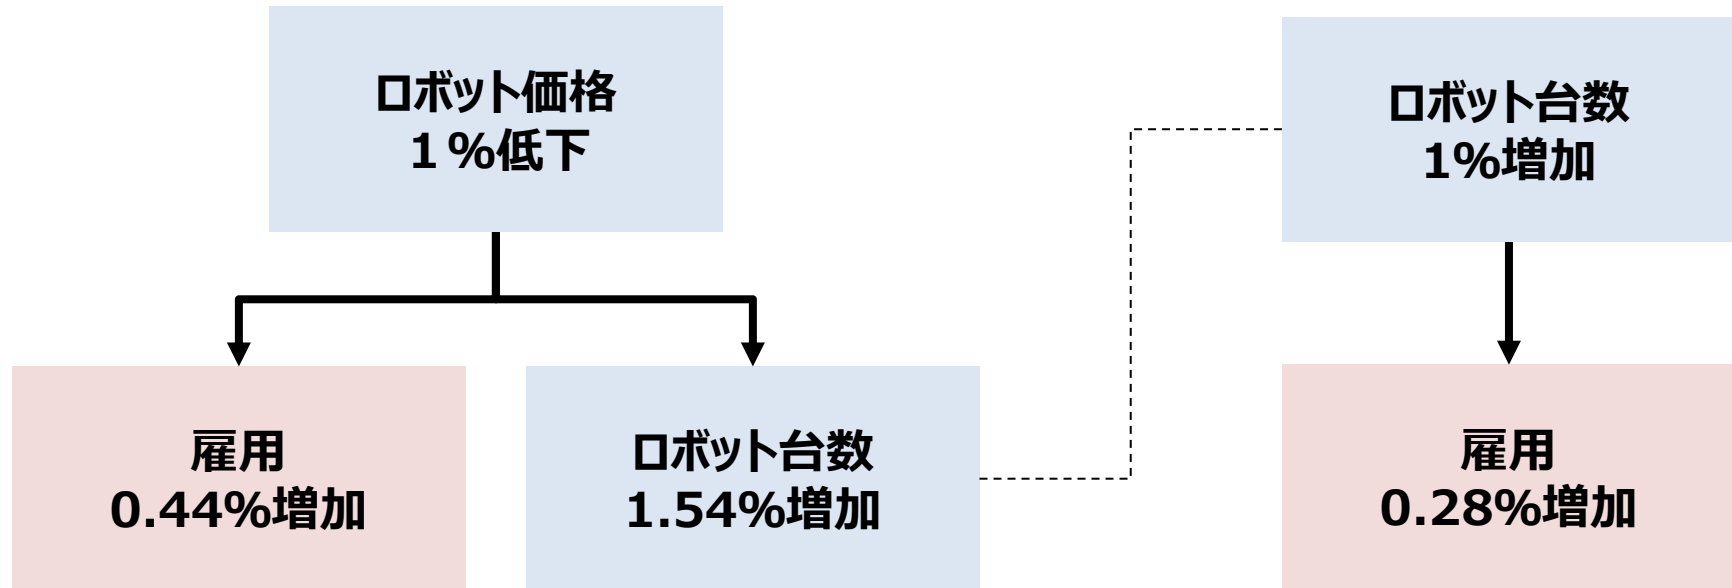 ロボット価格
１%低下
ロボット台数
1%増加
雇用
0.44%増加
ロボット台数
1.54%増加
雇用
0.28%増加